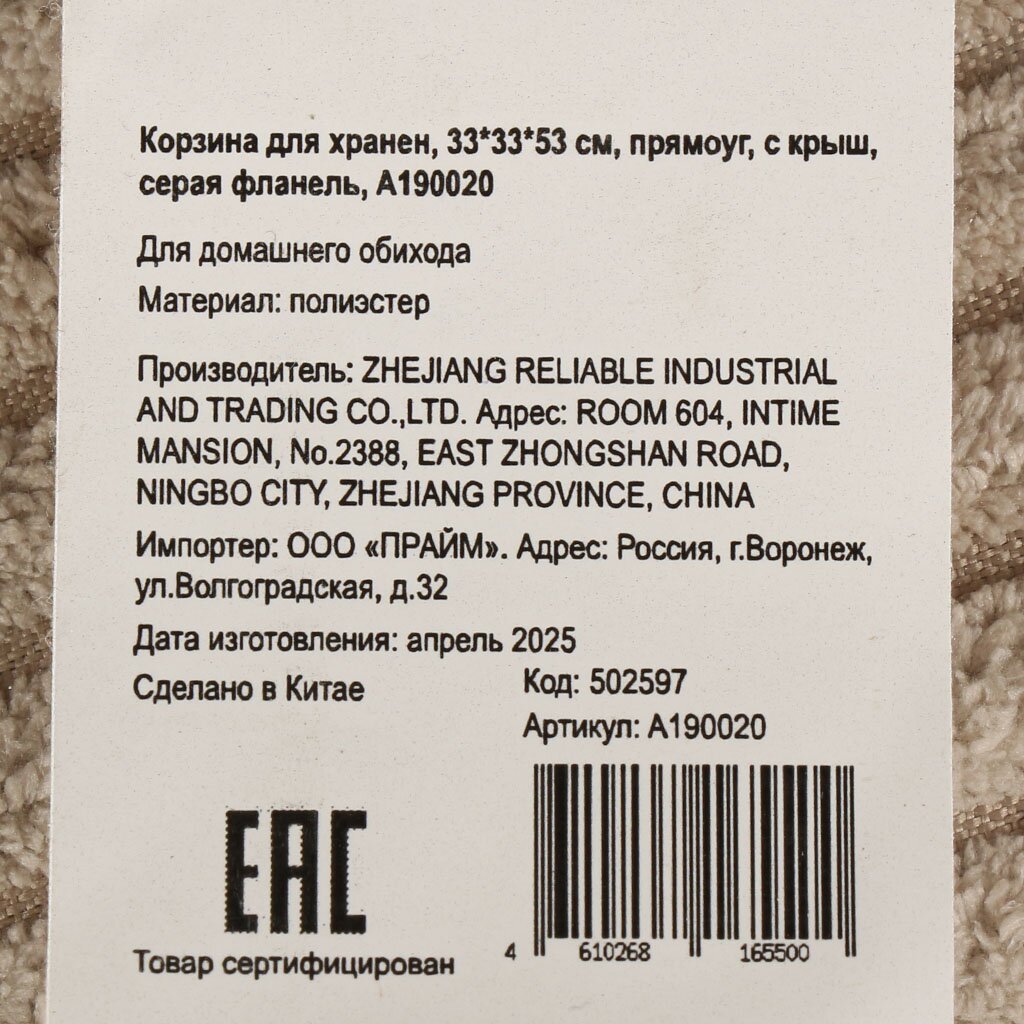 Корзина для хранен, 33*33*53 см, прямоуг, с крыш,
серая фланель, А190020
Для домашнего обихода
Материал: полиэстер
Производитель: ZHEJIANG RELIABLE INDUSTRIAL
AND TRADING CO.,LTD. Адрес: ROOM 604, INTIME
MANSION, No.2388, EAST ZHONGSHAN ROAD,
NINGBO CITY, ZHEJIANG PROVINCE, CHINA
Импортер: ООО «ПРАЙМ». Адрес: Россия, г.Воронеж,
ул.Волгоградская, д.32
Дата изготовления: апрель 2025
Сделано в Китае
Код: 502597
Артикул: А190020
EAC
Товар сертифицирован
4 610268 165500